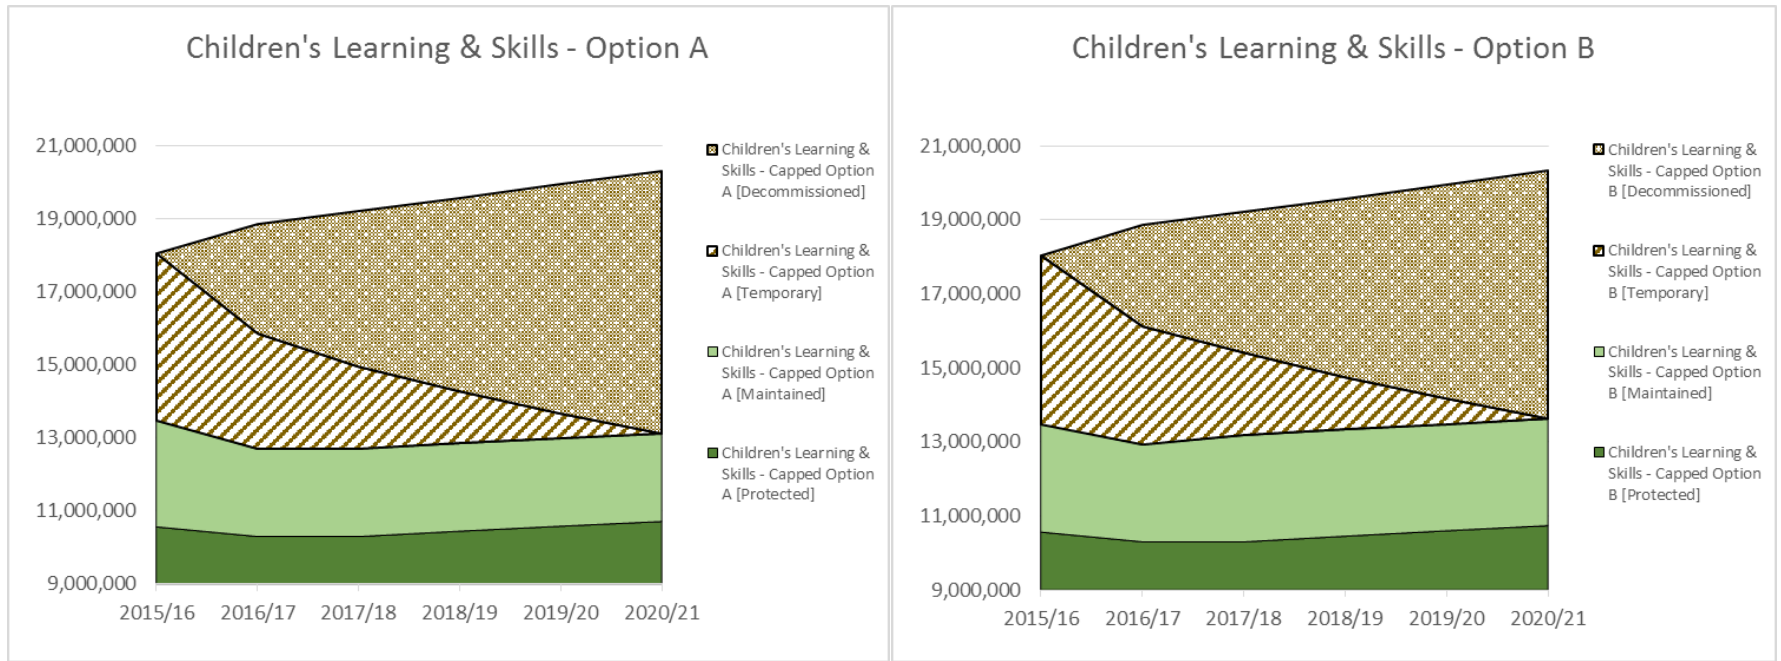 Children's Learning & Skills - Option A
21,000,000
19,000,000
17,000,000
15,000,000
13,000,000
11,000,000
9,000,000
2015/16 2016/17 2017/18 2018/19 2019/20 2020/21
Children's Learning &
Skills - Capped Option
A [Decommissioned]
Children's Learning &
Skills - Capped Option
A [Temporary]
Children's Learning &
Skills - Capped Option
A [Maintained]
Children's Learning &
Skills - Capped Option
A [Protected]
Children's Learning & Skills - Option B
21,000,000
19,000,000
17,000,000
15,000,000
13,000,000
11,000,000
9,000,000
2015/16 2016/17 2017/18 2018/19 2019/20 2020/21
Children's Learning &
Skills - Capped Option
B [Decommissioned]
Children's Learning &
Skills - Capped Option
B [Temporary]
Children's Learning &
Skills - Capped Option
B [Maintained]
Children's Learning &
Skills - Capped Option
B [Protected]